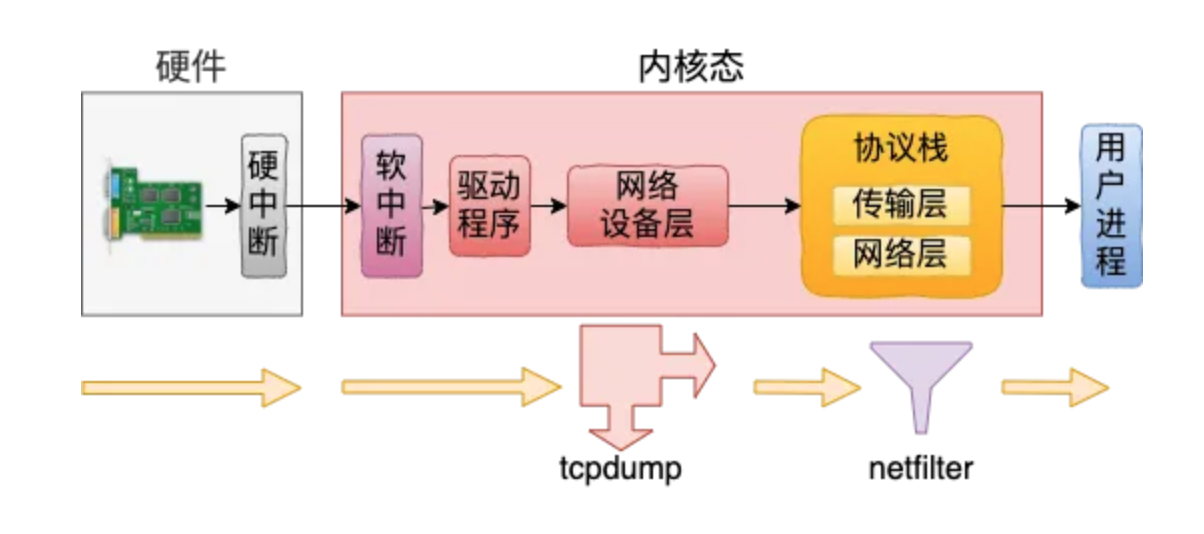 硬件
内核态
硬
中
断
软
中
断
驱动
程序
网络
设备层
协议栈
传输层
网络层
用
户
进
程
tcpdump
netfilter